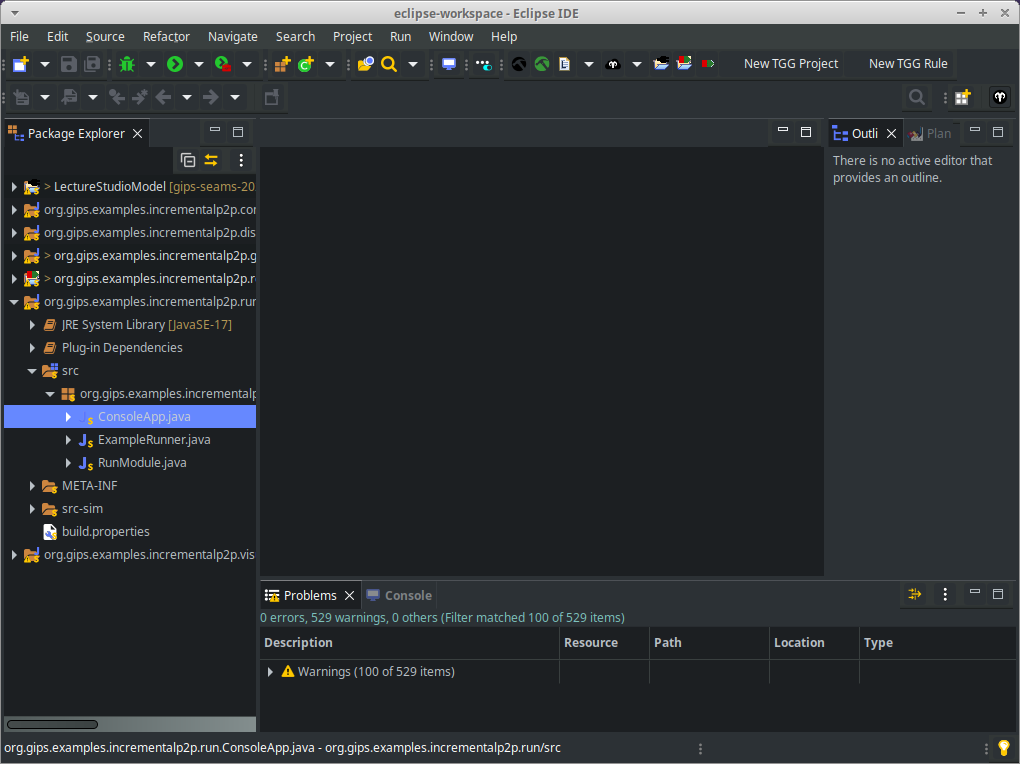 eclipse-workspace - Eclipse IDE
File Edit Source Refactor Navigate Search Project Run Window Help
New TGG Project New TGG Rule
Package Explorer
Outli Plan
There is no active editor that
provides an outline.
> LectureStudioModel [gips-seams-20
org.gips.examples.incrementalp2p.cor
org.gips.examples.incrementalp2p.dis
> org.gips.examples.incrementalp2p.g
> org.gips.examples.incrementalp2p.r
org.gips.examples.incrementalp2p.run
JRE System Library [JavaSE-17]
Plug-in Dependencies
src
org.gips.examples.incrementalp
ConsoleApp.java
ExampleRunner.java
RunModule.java
META-INF
src-sim
build.properties
org.gips.examples.incrementalp2p.vis
Problems Console
0 errors, 529 warnings, 0 others (Filter matched 100 of 529 items)
Description Resource Path Location Type
Warnings (100 of 529 items)
org.gips.examples.incrementalp2p.run.ConsoleApp.java - org.gips.examples.incrementalp2p.run/src